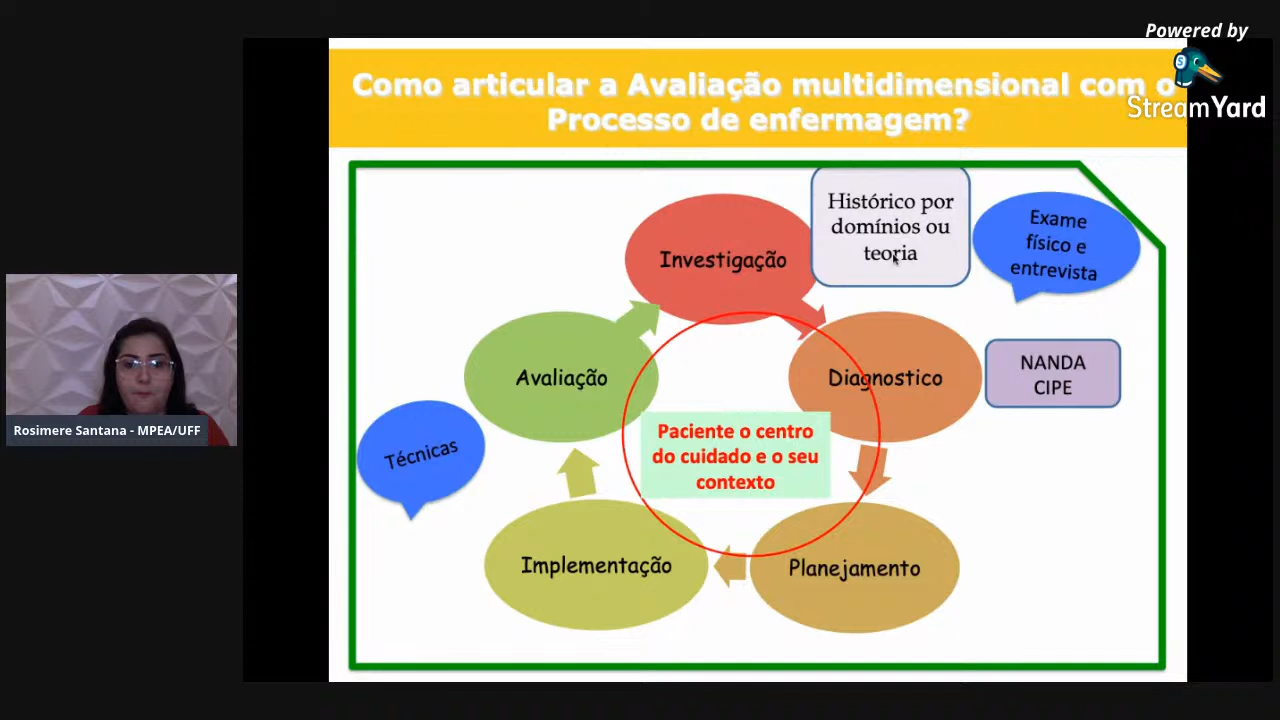 Powered by
StreamYard
Como articular a Avaliação multidimensional com o
Processo de enfermagem?
Investigação
Histórico por
domínios ou
teoria
Exame
físico e
entrevista
Avaliação
Diagnostico
NANDA
CIPE
Paciente o centro
do cuidado e o seu
contexto
Técnicas
Implementação
Planejamento
Rosimere Santana - MPEA/UFF